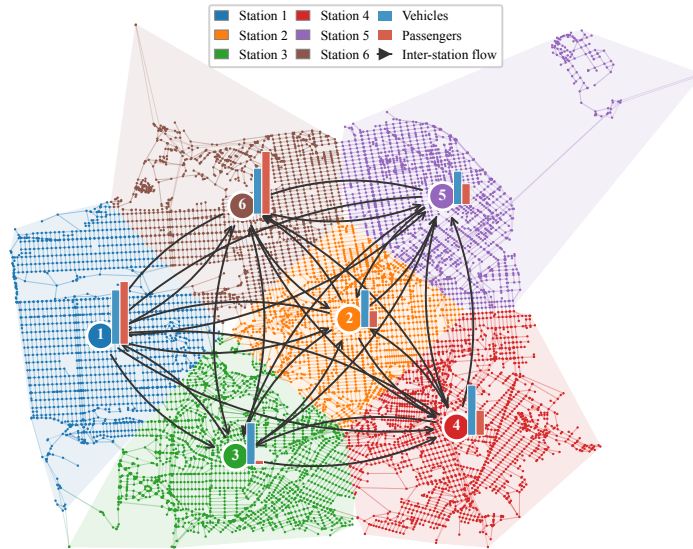 Station 1 Station 4 Vehicles
Station 2 Station 5 Passengers
Station 3 Station 6 Inter-station flow
6
5
2
1
4
3